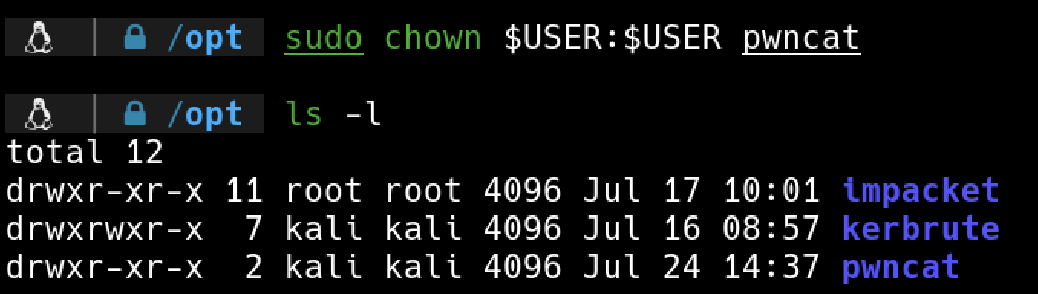 /opt sudo chown $USER:$USER pwncat
/opt ls -l
total 12
drwxr-xr-x 11 root root 4096 Jul 17 10:01 impacket
drwxrwxr-x  7 kali kali 4096 Jul 16 08:57 kerbrute
drwxr-xr-x  2 kali kali 4096 Jul 24 14:37 pwncat